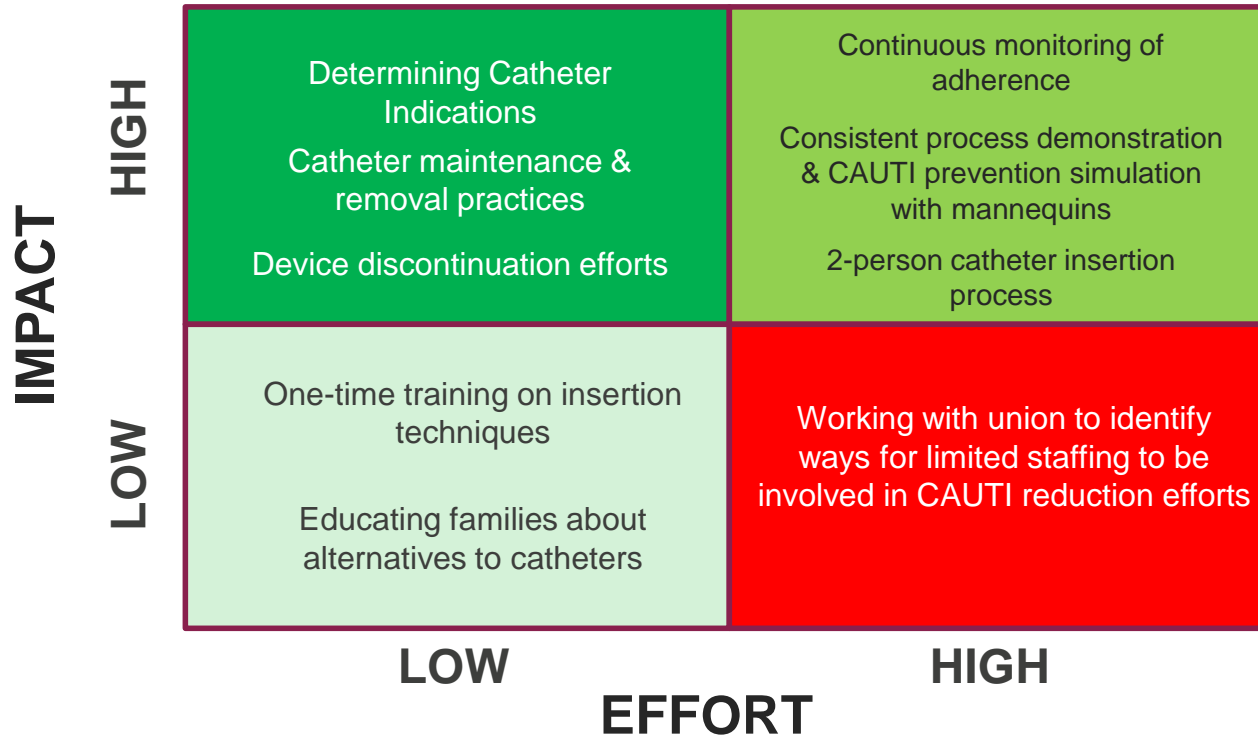 IMPACT
HIGH
Determining Catheter
Indications
Catheter maintenance &
removal practices
Device discontinuation efforts
Continuous monitoring of
adherence
Consistent process demonstration
& CAUTI prevention simulation
with mannequins
2-person catheter insertion
process
LOW
One-time training on insertion
techniques
Educating families about
alternatives to catheters
Working with union to identify
ways for limited staffing to be
involved in CAUTI reduction efforts
LOW
HIGH
EFFORT